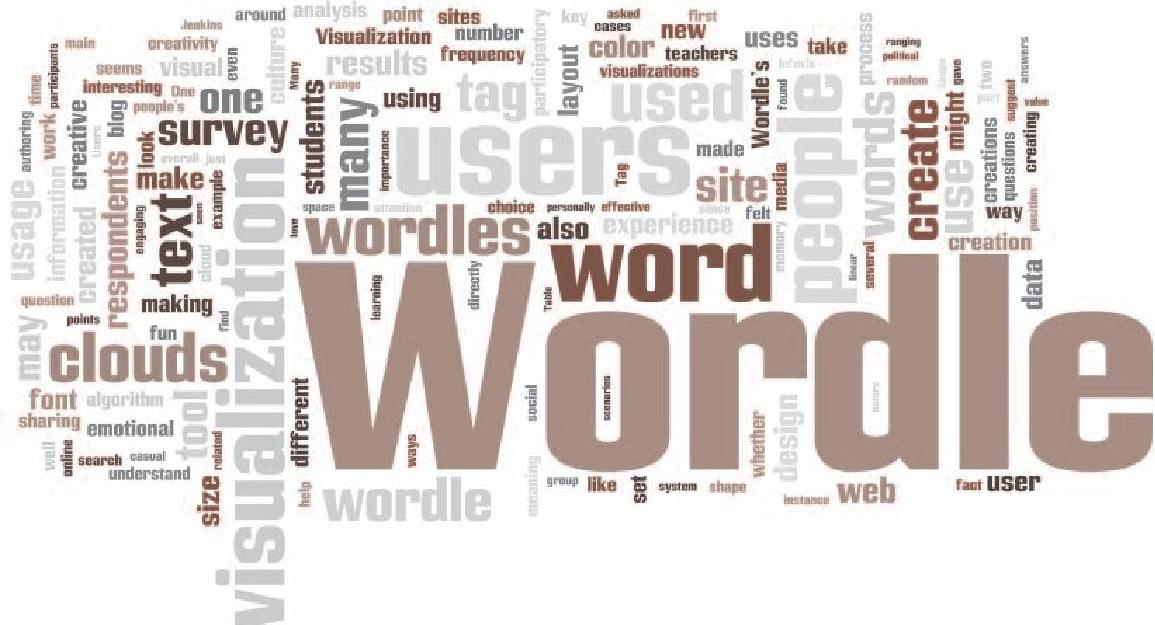 Jenkins
around
analysis
point
sites
key
asked
first
main
creativity
Visualization
number
participatory
cases
new
process
culture
layout
color
teachers
uses
take
ranging
participants
seems
visual
even
results
frequency
visualizations
Infovis
political
answers
time
interesting
One
Many
range
tag
used
Wordle's
found
random
gave
two
people's
one
students
many
using
people
words
create
might
part
suggest
value
authoring
work
creative
Users
blog
look
survey
importance
users
made
creations
questions
creating
overall
just
Tag
site
media
use
usage
information
created
respondents
make
example
text
seen
engaging
cloud
visualization
space
attention
choice
personally
effective
sense
felt
way
position
love
wordles
also
experience
memory
word
linear
several
creation
data
question
points
making
fun
find
learning
directly
Table
Wordle
may
clouds
font
algorithm
sharing
emotional
tool
different
social
scenarios
well
online
search
casual
understand
related
ways
whether
design
size
help
wordle
meaning
group
like
set
system
shape
instance
web
fact
user